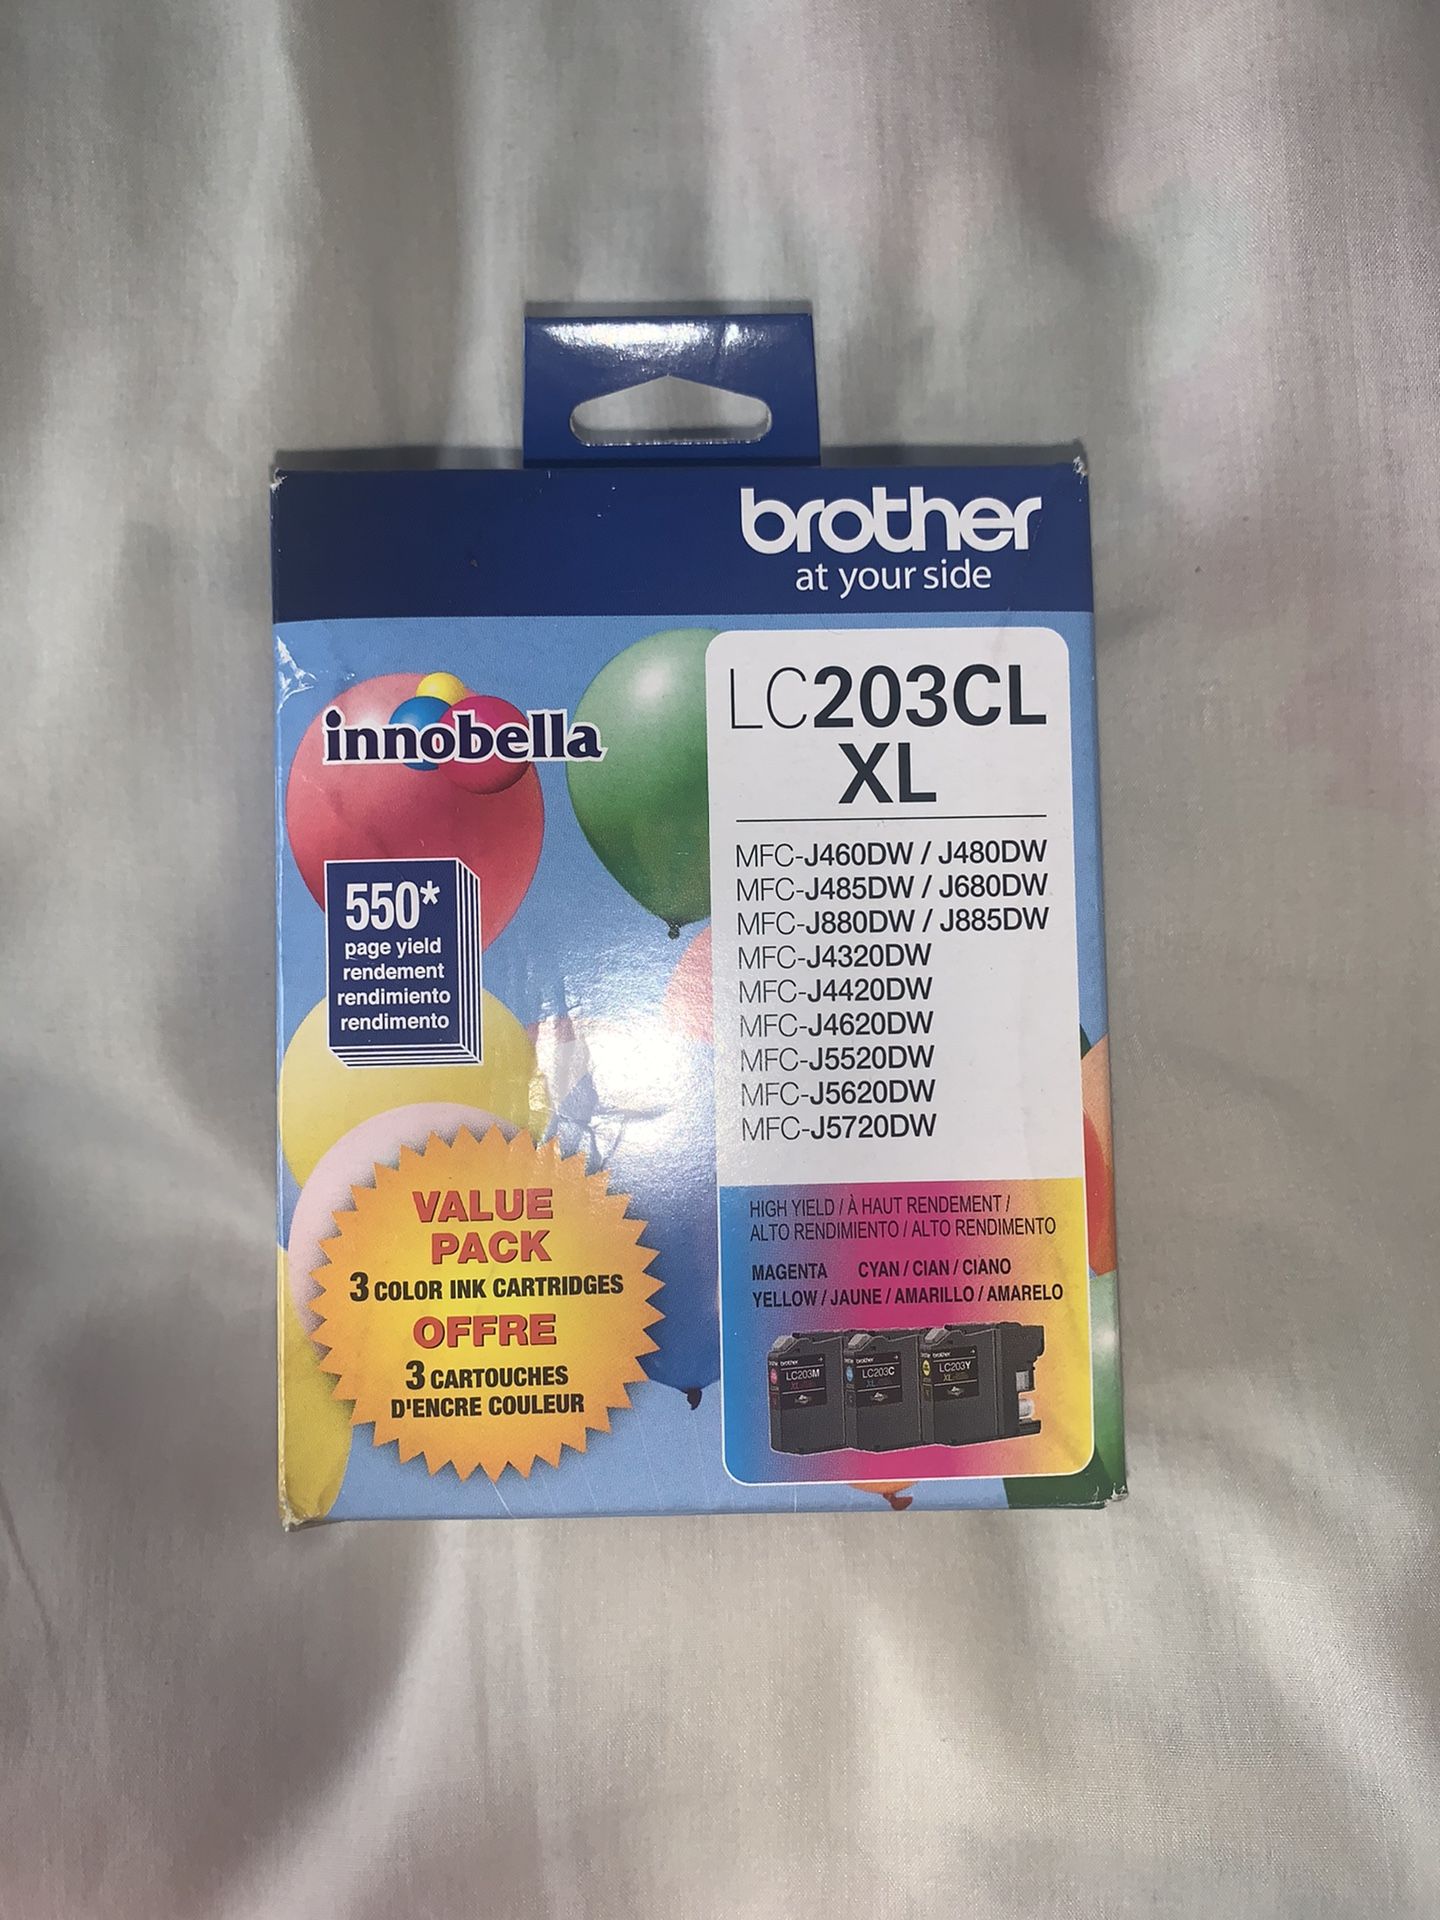 brother
at your side
innobella
LC203CL
XL
MFC-J460DW / J480DW
MFC-J485DW / J680DW
MFC-J880DW / J885DW
MFC-J4320DW
MFC-J4420DW
MFC-J4620DW
MFC-J5520DW
MFC-J5620DW
MFC-J5720DW
550*
page yield
rendement
rendimiento
rendimento
VALUE
PACK
3 COLOR INK CARTRIDGES
OFFRE
3 CARTOUCHES
D'ENCRE COULEUR
HIGH YIELD / À HAUT RENDEMENT /
ALTO RENDIMIENTO / ALTO RENDIMENTO
MAGENTA CYAN / CIAN / CIANO
YELLOW / JAUNE / AMARILLO / AMARELO
brother
LC203M
XL
brother
LC203C
XL
brother
LC203Y
XL